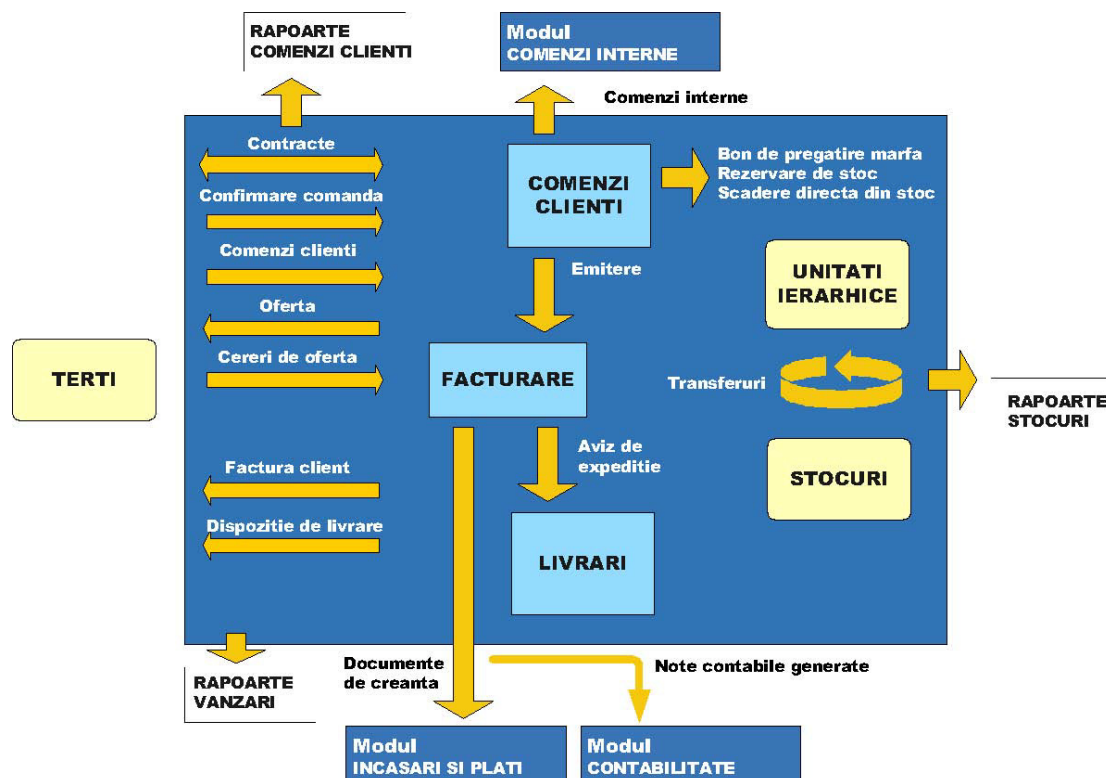 RAPOARTE
COMENZI CLIENTI
Modul
COMENZI INTERNE
Comenzi interne
Contracte
Confirmare comanda
Comenzi clienti
Oferta
Cereri de oferta
TERTI
Factura client
Dispozitie de livrare
COMENZI
CLIENTI
Bon de pregatire marfa
Rezervare de stoc
Scadere directa din stoc
Emitere
UNITATI
IERARHICE
FACTURARE
Transferuri
RAPOARTE
STOCURI
Aviz de
expeditie
STOCURI
LIVRARI
RAPOARTE
VANZARI
Documente
de creanta
Note contabile generate
Modul
INCASARI SI PLATI
Modul
CONTABILITATE